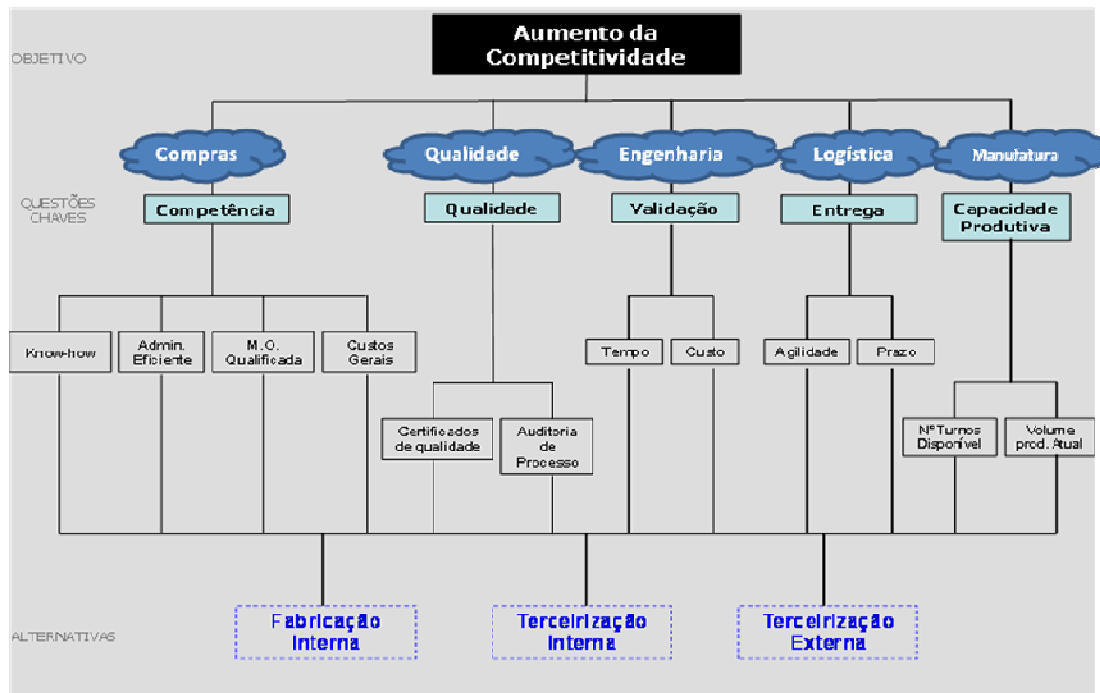 Aumento da
Competitividade
OBJETIVO
Compras
Qualidade
Engenharia
Logística
Manufatura
QUESTÕES
CHAVES
Competência
Qualidade
Validação
Entrega
Capacidade
Produtiva
Know-how
Admin.
Eficiente
M.O.
Qualificada
Custos
Gerais
Tempo
Custo
Agilidade
Prazo
Certificados
de qualidade
Auditoria
de
Processo
NºTurnos
Disponível
Volume
prod. Atual
ALTERNATIVAS
Fabricação
Interna
Terceirização
Interna
Terceirização
Externa